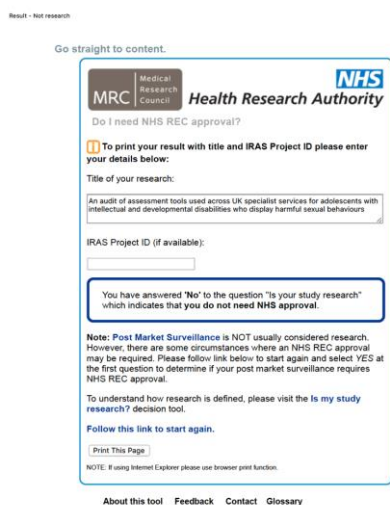 Result - Not research
Go straight to content.
MRC
Medical
Research
Council
NHS
Health Research Authority
Do I need NHS REC approval?
To print your result with title and IRAS Project ID please enter
your details below:
Title of your research:
An audit of assessment tools used across UK specialist services for adolescents with
intellectual and developmental disabilities who display harmful sexual behaviours
IRAS Project ID (if available):
You have answered 'No' to the question "Is your study research"
which indicates that you do not need NHS approval.
Note: Post Market Surveillance is NOT usually considered research.
However, there are some circumstances where an NHS REC approval
may be required. Please follow link below to start again and select YES at
the first question to determine if your post market surveillance requires
NHS REC approval.
To understand how research is defined, please visit the Is my study
research? decision tool.
Follow this link to start again.
Print This Page
NOTE: If using Internet Explorer please use browser print function.
About this tool Feedback Contact Glossary